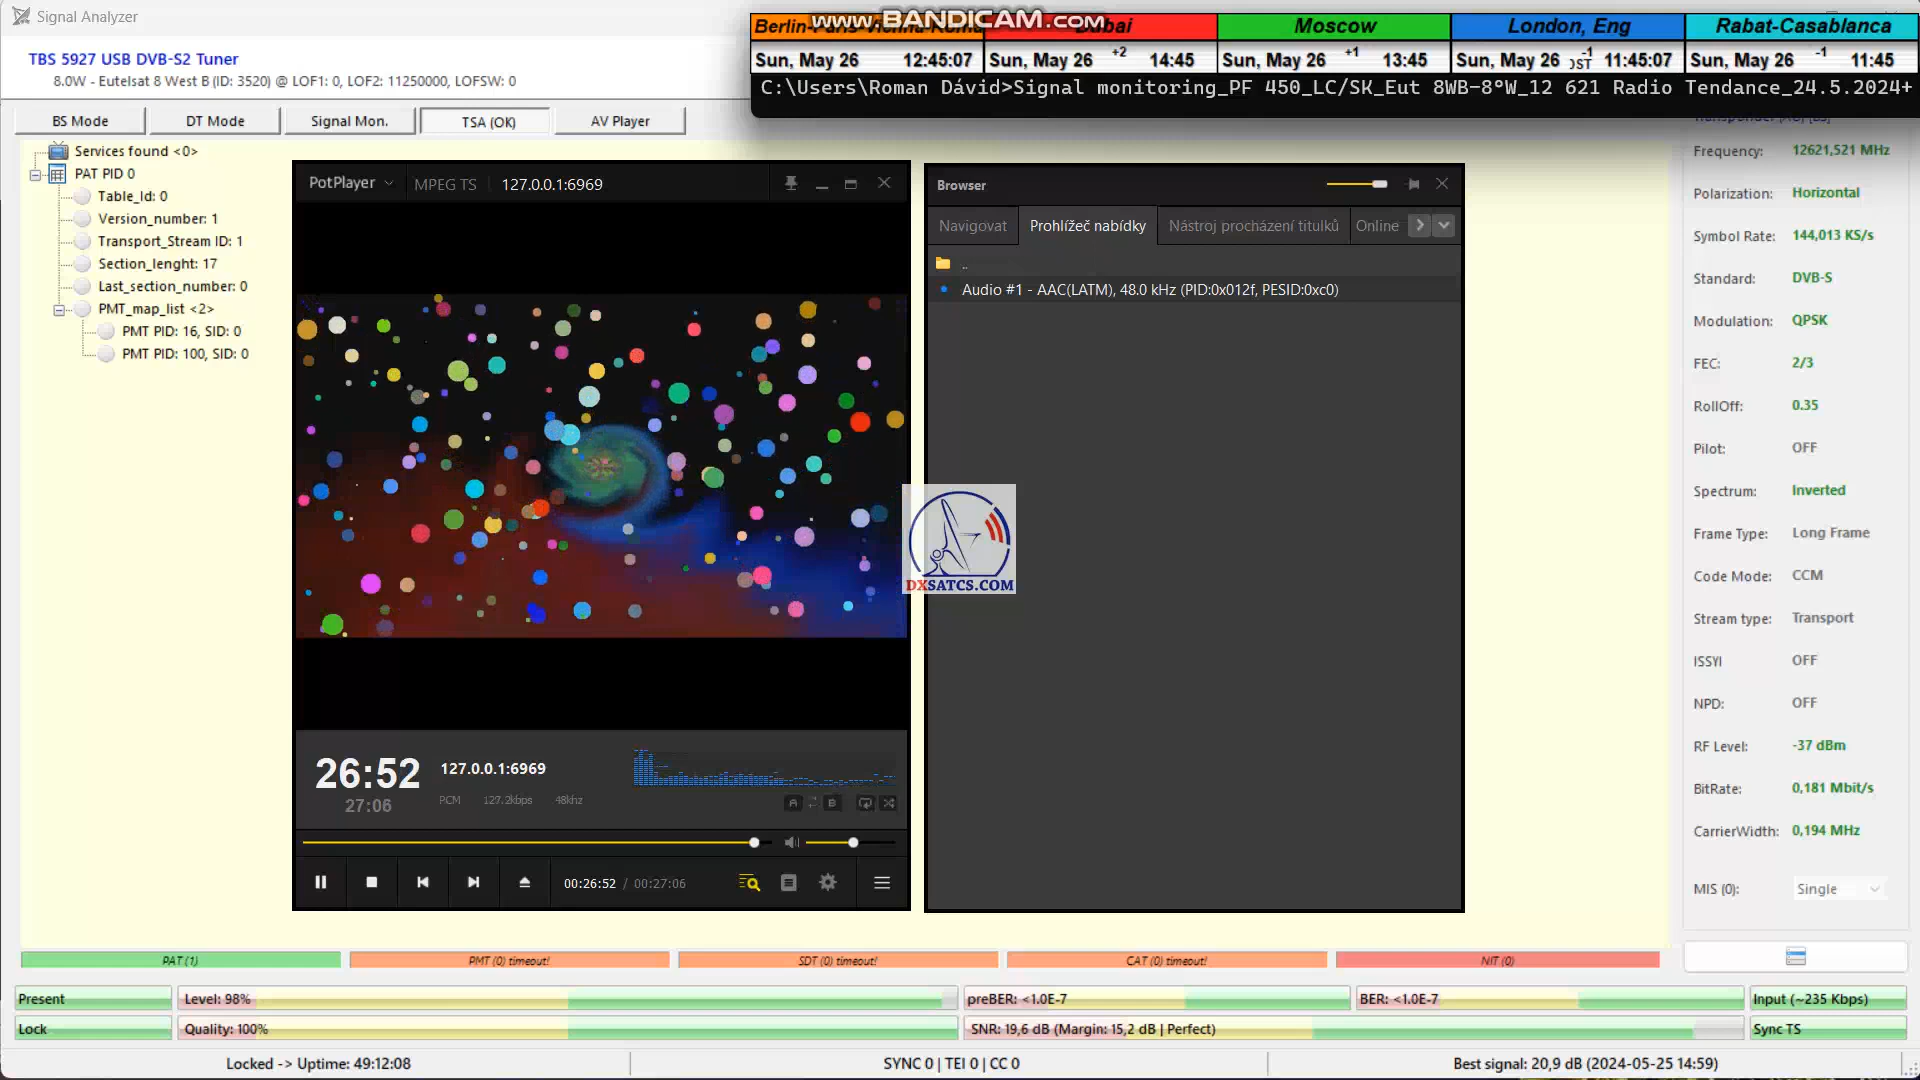 Signal Analyzer
www.BANDICAM.com
Moscow
London, Eng
Rabat-Casablanca
Sun, May 26 12:45:07
Sun, May 26 +2 14:45
Sun, May 26 +1 13:45
Sun, May 26 -1 DST 11:45:07
Sun, May 26 -1 11:45
C:\Users\Roman Dávid>Signal monitoring_PF 450_LC/SK_Eut 8WB-8°W_12 621 Radio Tendance_24.5.2024+
TBS 5927 USB DVB-S2 Tuner
8.0W - Eutelsat 8 West B (ID: 3520) @ LOF1: 0, LOF2: 11250000, LOFSW: 0
BS Mode
DT Mode
Signal Mon.
TSA (OK)
AV Player
Services found <0>
PAT PID 0
Table_Id: 0
Version_number: 1
Transport_Stream ID: 1
Section_lenght: 17
Last_section_number: 0
PMT_map_list <2>
PMT PID: 16, SID: 0
PMT PID: 100, SID: 0
PotPlayer
MPEG TS
127.0.0.1:6969
26:52
27:06
127.0.0.1:6969
PCM 127.2kbps 48khz
A B
00:26:52 / 00:27:06
Browser
Navigovat
Prohlížeč nabídky
Nástroj procházení titulků
Online
..
Audio #1 - AAC(LATM), 48.0 kHz (PID:0x012f, PESID:0xc0)
DXSATCS.COM
Frequency: 12621,521 MHz
Polarization: Horizontal
Symbol Rate: 144,013 KS/s
Standard: DVB-S
Modulation: QPSK
FEC: 2/3
RollOff: 0.35
Pilot: OFF
Spectrum: Inverted
Frame Type: Long Frame
Code Mode: CCM
Stream type: Transport
ISSYI OFF
NPD: OFF
RF Level: -37 dBm
BitRate: 0,181 Mbit/s
CarrierWidth: 0,194 MHz
MIS (0): Single
PAT (1)
PMT (0) timeout!
SDT (0) timeout!
CAT (0) timeout!
NIT (0)
Present
Level: 98%
preBER: <1.0E-7
BER: <1.0E-7
Input (~235 Kbps)
Lock
Quality: 100%
SNR: 19,6 dB (Margin: 15,2 dB | Perfect)
Sync TS
Locked -> Uptime: 49:12:08
SYNC 0 | TEI 0 | CC 0
Best signal: 20,9 dB (2024-05-25 14:59)